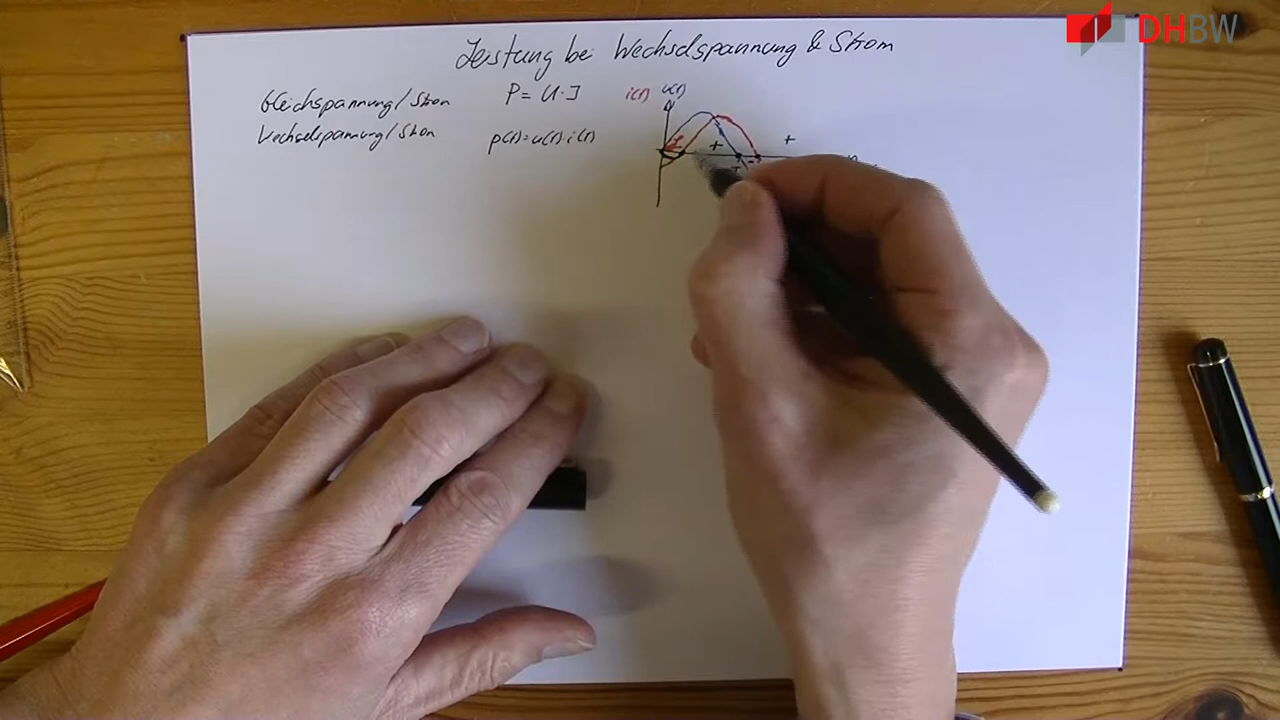 DHBW
Leistung bei Wechselspannung & Strom
Gleichspannung/Strom P = U·I i(t) u(t)
Wechselspannung/Strom p(t)=u(t)·i(t)
+ +